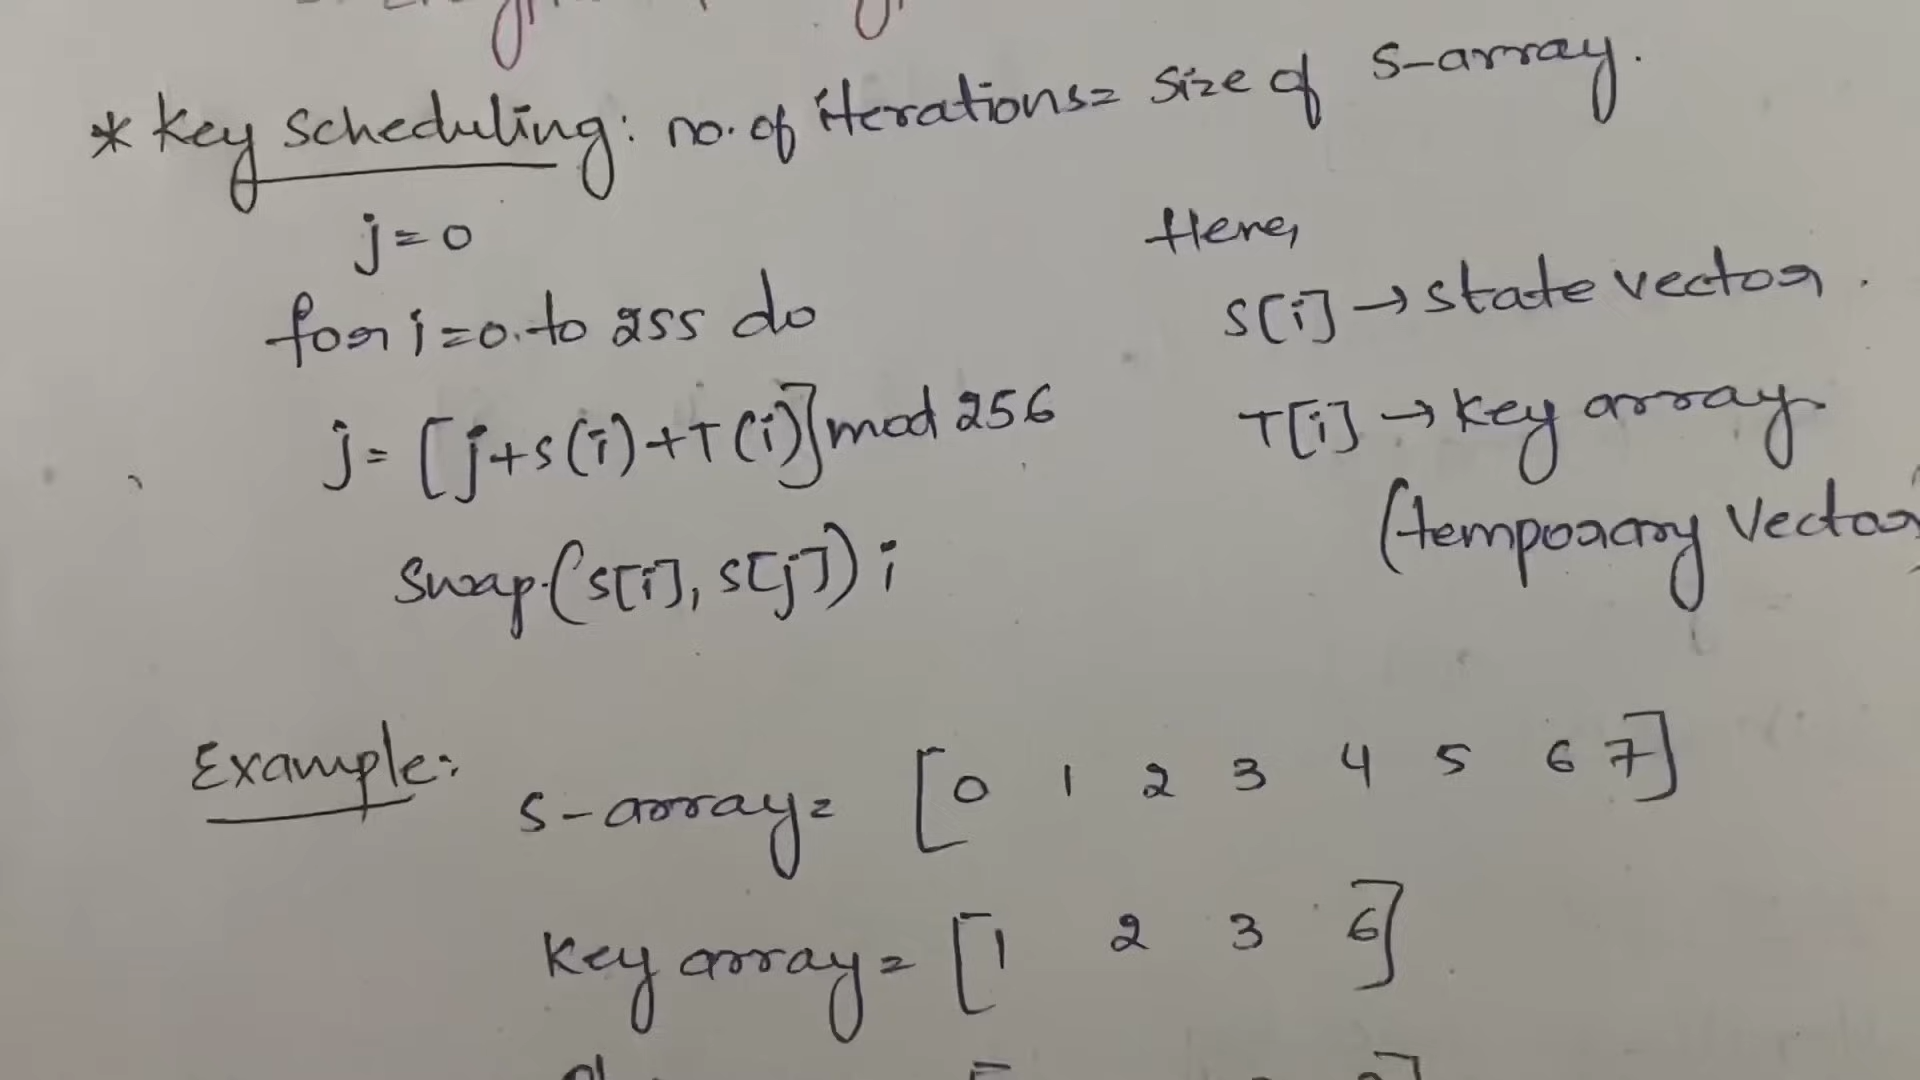 * Key scheduling: no. of iterations= size of S-array.
j=0
for i=0 to 255 do
j= [j+s(i)+T(i)] mod 256
Swap(s[i], s[j]);
Here,
S[i] → state vector.
T[i] → key array
(temporary vector
Example:
S-array= [0 1 2 3 4 5 6 7]
Key array= [1 2 3 6]